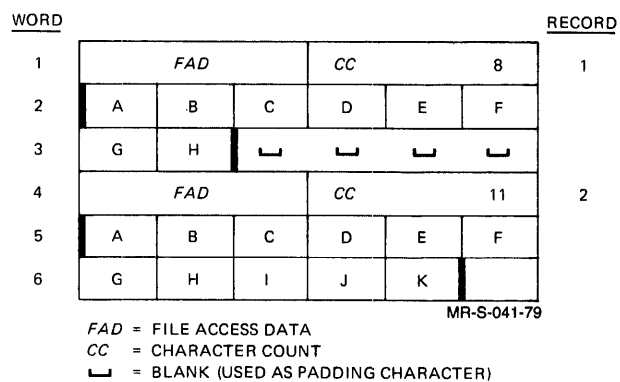 WORD RECORD
1 FAD CC 8 1
2 A B C D E F
3 G H ␣ ␣ ␣ ␣
4 FAD CC 11 2
5 A B C D E F
6 G H I J K
MR-S-041-79
FAD = FILE ACCESS DATA
CC = CHARACTER COUNT
␣ = BLANK (USED AS PADDING CHARACTER)